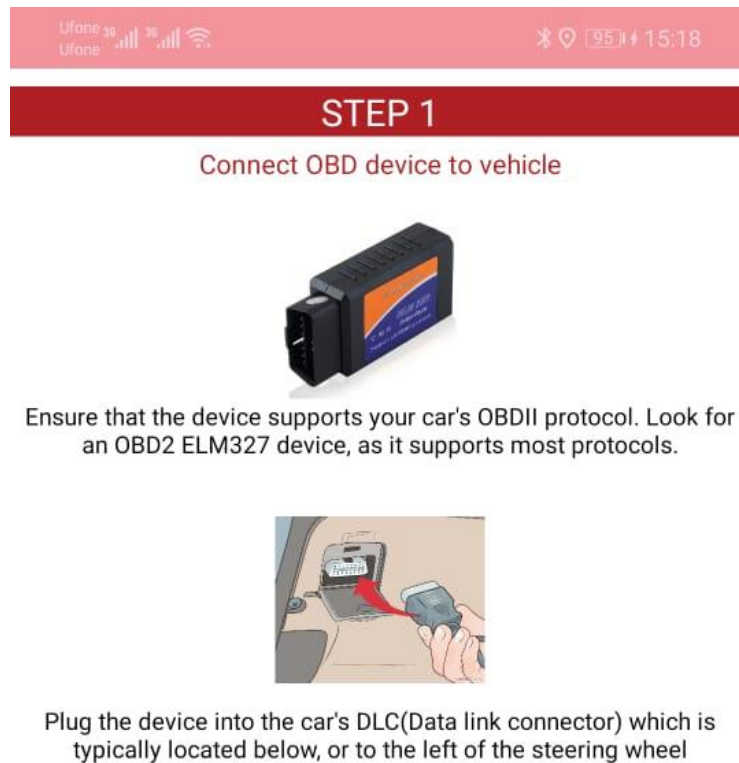 Ufone 3G 3G
Ufone
95 15:18
STEP 1
Connect OBD device to vehicle
Ensure that the device supports your car's OBDII protocol. Look for
an OBD2 ELM327 device, as it supports most protocols.
Plug the device into the car's DLC(Data link connector) which is
typically located below, or to the left of the steering wheel